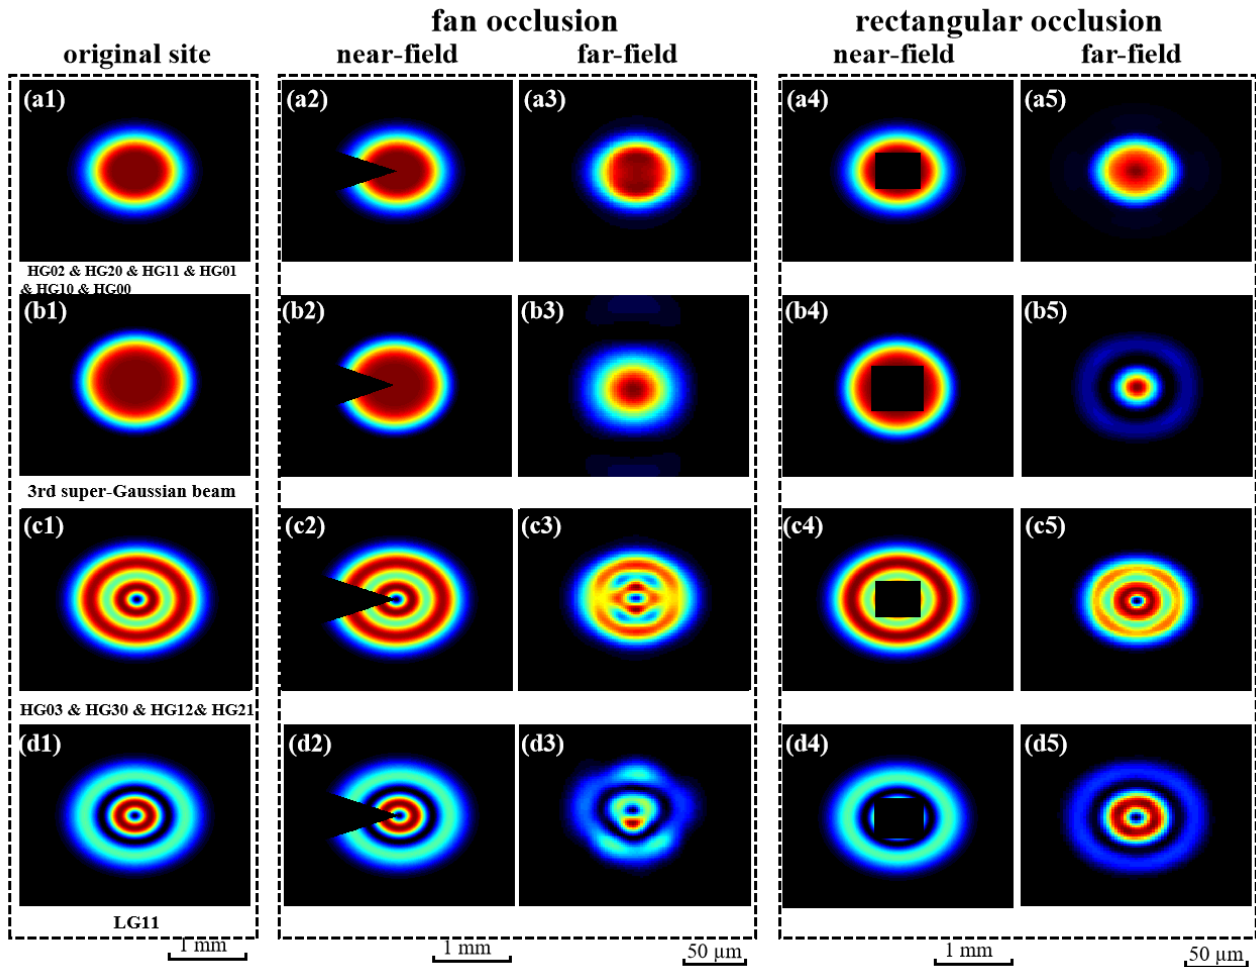 fan occlusion
rectangular occlusion
original site
near-field
far-field
near-field
far-field
(a1)
(a2)
(a3)
(a4)
(a5)
HG02 & HG20 & HG11 & HG01
& HG10 & HG00
(b1)
(b2)
(b3)
(b4)
(b5)
3rd super-Gaussian beam
(c1)
(c2)
(c3)
(c4)
(c5)
HG03 & HG30 & HG12& HG21
(d1)
(d2)
(d3)
(d4)
(d5)
LG11
1 mm
1 mm
50 μm
1 mm
50 μm